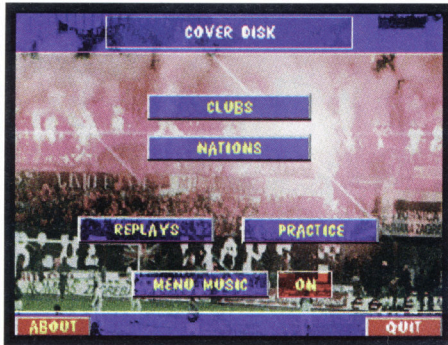 COVER DISK
CLUBS
NATIONS
REPLAYS PRACTICE
MENU MUSIC ON
ABOUT QUIT